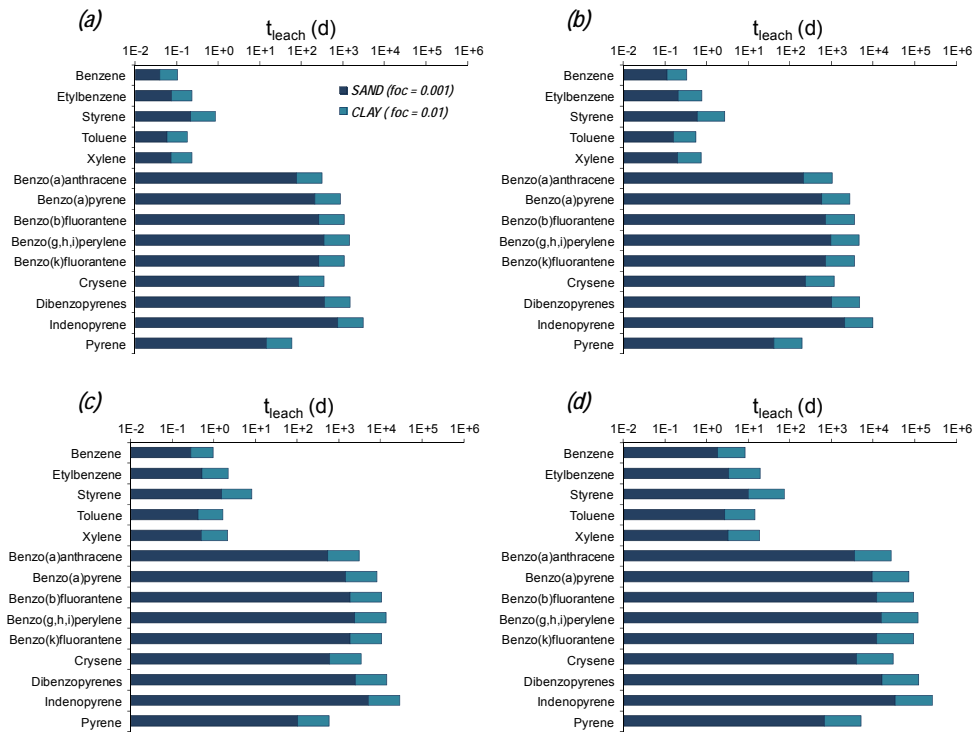 (a)
t_leach (d)
1E-2 1E-1 1E+0 1E+1 1E+2 1E+3 1E+4 1E+5 1E+6
Benzene
Etylbenzene
Styrene
Toluene
Xylene
Benzo(a)anthracene
Benzo(a)pyrene
Benzo(b)fluorantene
Benzo(g,h,i)perylene
Benzo(k)fluorantene
Crysene
Dibenzopyrenes
Indenopyrene
Pyrene
SAND (foc = 0.001)
CLAY ( foc = 0.01)
(b)
t_leach (d)
1E-2 1E-1 1E+0 1E+1 1E+2 1E+3 1E+4 1E+5 1E+6
Benzene
Etylbenzene
Styrene
Toluene
Xylene
Benzo(a)anthracene
Benzo(a)pyrene
Benzo(b)fluorantene
Benzo(g,h,i)perylene
Benzo(k)fluorantene
Crysene
Dibenzopyrenes
Indenopyrene
Pyrene
(c)
t_leach (d)
1E-2 1E-1 1E+0 1E+1 1E+2 1E+3 1E+4 1E+5 1E+6
Benzene
Etylbenzene
Styrene
Toluene
Xylene
Benzo(a)anthracene
Benzo(a)pyrene
Benzo(b)fluorantene
Benzo(g,h,i)perylene
Benzo(k)fluorantene
Crysene
Dibenzopyrenes
Indenopyrene
Pyrene
(d)
t_leach (d)
1E-2 1E-1 1E+0 1E+1 1E+2 1E+3 1E+4 1E+5 1E+6
Benzene
Etylbenzene
Styrene
Toluene
Xylene
Benzo(a)anthracene
Benzo(a)pyrene
Benzo(b)fluorantene
Benzo(g,h,i)perylene
Benzo(k)fluorantene
Crysene
Dibenzopyrenes
Indenopyrene
Pyrene